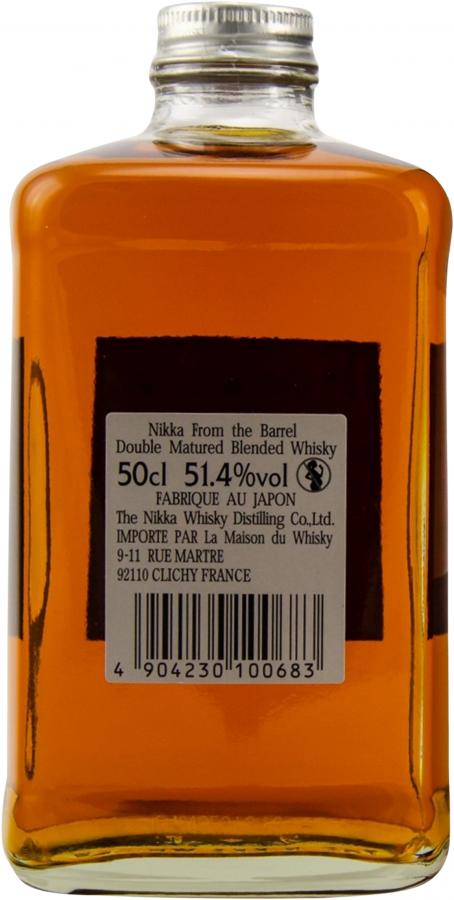 Nikka From the Barrel
Double Matured Blended Whisky
50cl 51.4%vol
FABRIQUE AU JAPON
The Nikka Whisky Distilling Co.,Ltd.
IMPORTE PAR La Maison du Whisky
9-11 RUE MARTRE
92110 CLICHY FRANCE
4 904230 100683